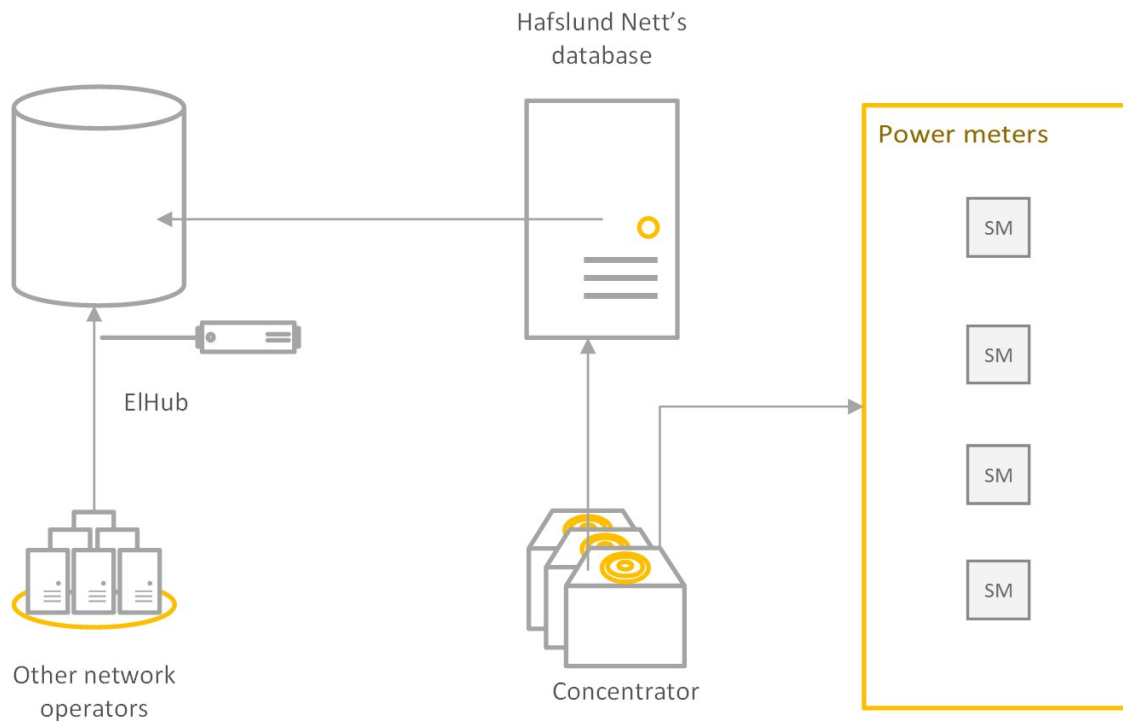 Hafslund Nett's
database
Power meters
SM
SM
ElHub
SM
SM
Other network
operators
Concentrator